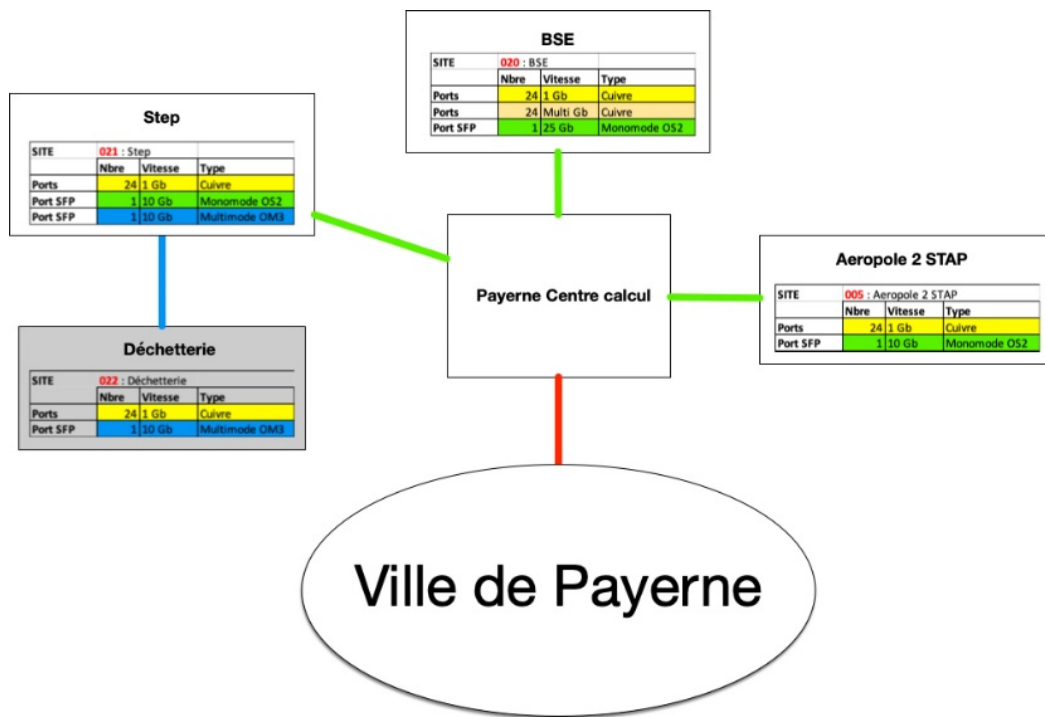 BSE
SITE 020 : BSE
Nbre Vitesse Type
Ports 24 1 Gb Cuivre
Ports 24 Multi Gb Cuivre
Port SFP 1 25 Gb Monomode OS2
Step
SITE 021 : Step
Nbre Vitesse Type
Ports 24 1 Gb Cuivre
Port SFP 1 10 Gb Monomode OS2
Port SFP 1 10 Gb Multimode OM3
Payerne Centre calcul
Aeropole 2 STAP
SITE 005 : Aeropole 2 STAP
Nbre Vitesse Type
Ports 24 1 Gb Cuivre
Port SFP 1 10 Gb Monomode OS2
Déchetterie
SITE 022 : Déchetterie
Nbre Vitesse Type
Ports 24 1 Gb Cuivre
Port SFP 1 10 Gb Multimode OM3
Ville de Payerne